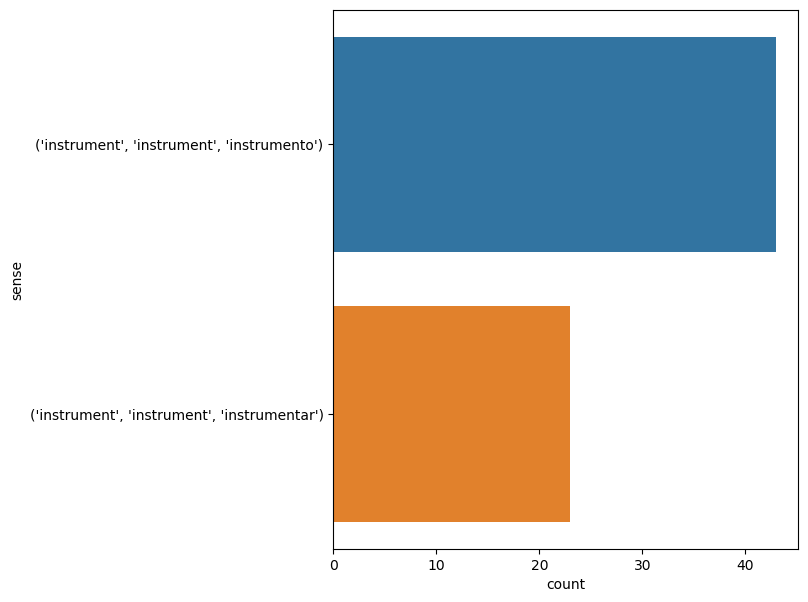 ('instrument', 'instrument', 'instrumento')
sense
('instrument', 'instrument', 'instrumentar')
0 10 20 30 40
count